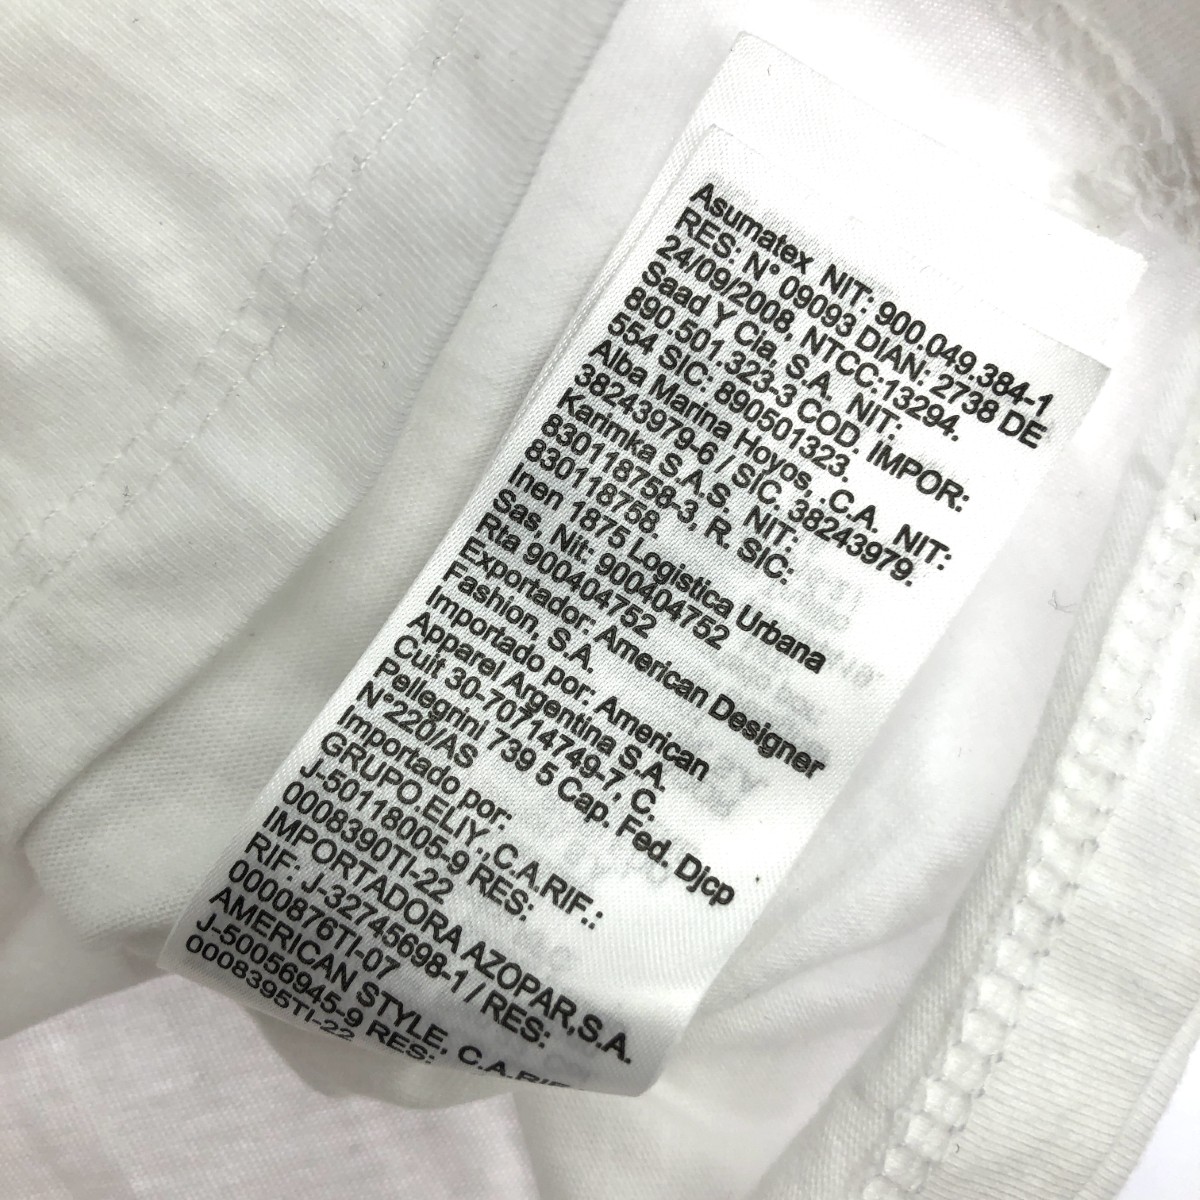 Asumatex NIT: 900.049.384-1
RES: N° 09093 DIAN: 2738 DE
24/09/2008. NTCC:13294.
Saad Y Cia, S.A. NIT:
890.501.323-3 COD. IMPOR:
554 SIC: 890501323.
Alba Marina Hoyos, .C.A. NIT:
38243979-6 / SIC. 38243979.
Karimka S.A.S. NIT:
830118758-3, R. SIC:
830118758.
Inen 1875 Logistica Urbana
Sas, Nit: 900404752
Rta 900404752
Exportador: American Designer
Fashion, S.A.
Importado por: American
Apparel Argentina S.A.
Cuit 30-70714749-7, C.
Pellegrini 739 5 Cap. Fed. Djcp
N°220/AS
Importado por:
GRUPO.ELIY., C.A.RIF.:
J-50118005-9 RES:
0008390TI-22
IMPORTADORA AZOPAR,S.A.
RIF: J-32745698-1 / RES:
0000876TI-07
AMERICAN STYLE, C.A.RIF
J-50056945-9 RES:
0008395TI-22